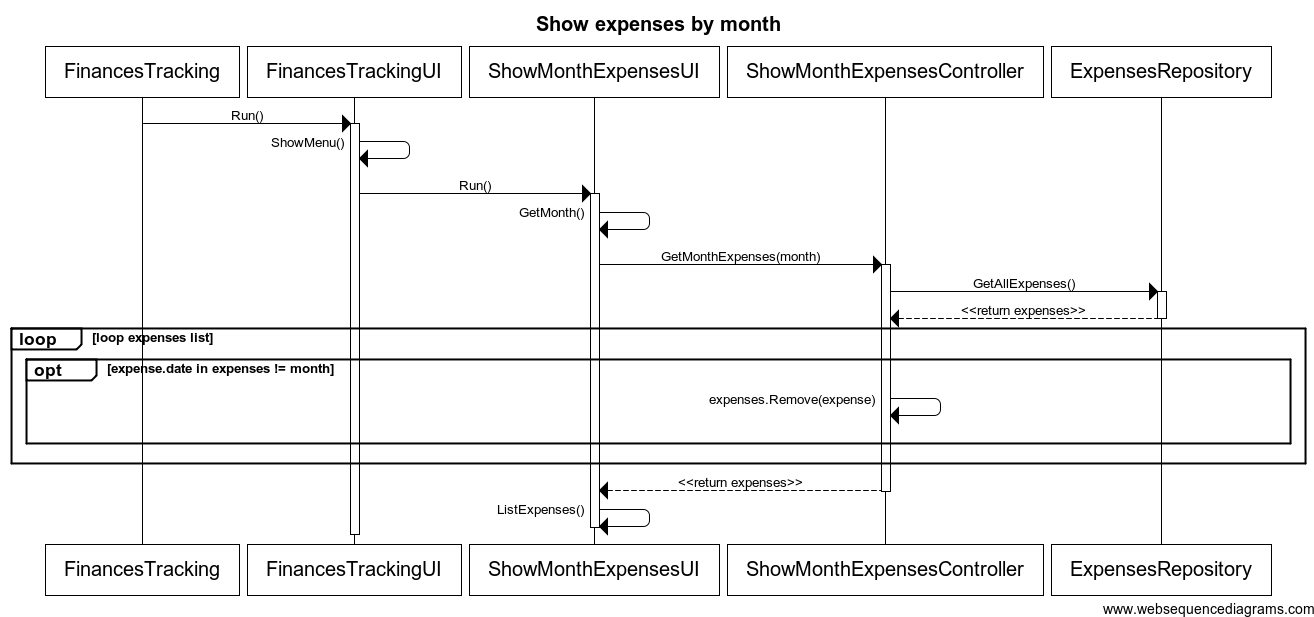 Show expenses by month
FinancesTracking
FinancesTrackingUI
ShowMonthExpensesUI
ShowMonthExpensesController
ExpensesRepository
Run()
ShowMenu()
Run()
GetMonth()
GetMonthExpenses(month)
GetAllExpenses()
<<return expenses>>
loop [loop expenses list]
opt [expense.date in expenses != month]
expenses.Remove(expense)
<<return expenses>>
ListExpenses()
FinancesTracking
FinancesTrackingUI
ShowMonthExpensesUI
ShowMonthExpensesController
ExpensesRepository
www.websequencediagrams.com